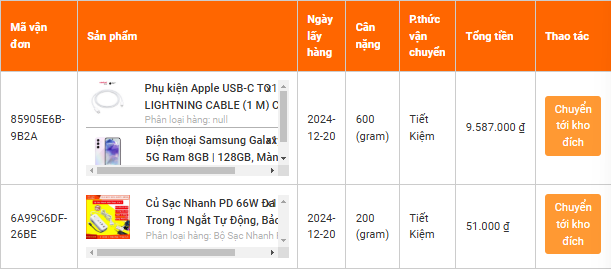 Mã vận đơn
Sản phẩm
Ngày lấy hàng
Cân nặng
P.thức vận chuyển
Tổng tiền
Thao tác
85905E6B-9B2A
Phụ kiện Apple USB-C TO
LIGHTNING CABLE (1 M) C
Phân loại hàng: null
Điện thoại Samsung Galax
5G Ram 8GB | 128GB, Màn
2024-12-20
600 (gram)
Tiết Kiệm
9.587.000 ₫
Chuyển tới kho đích
6A99C6DF-26BE
Củ Sạc Nhanh PD 66W Đa
Trong 1 Ngắt Tự Động, Bảo
Phân loại hàng: Bộ Sạc Nhanh
2024-12-20
200 (gram)
Tiết Kiệm
51.000 ₫
Chuyển tới kho đích